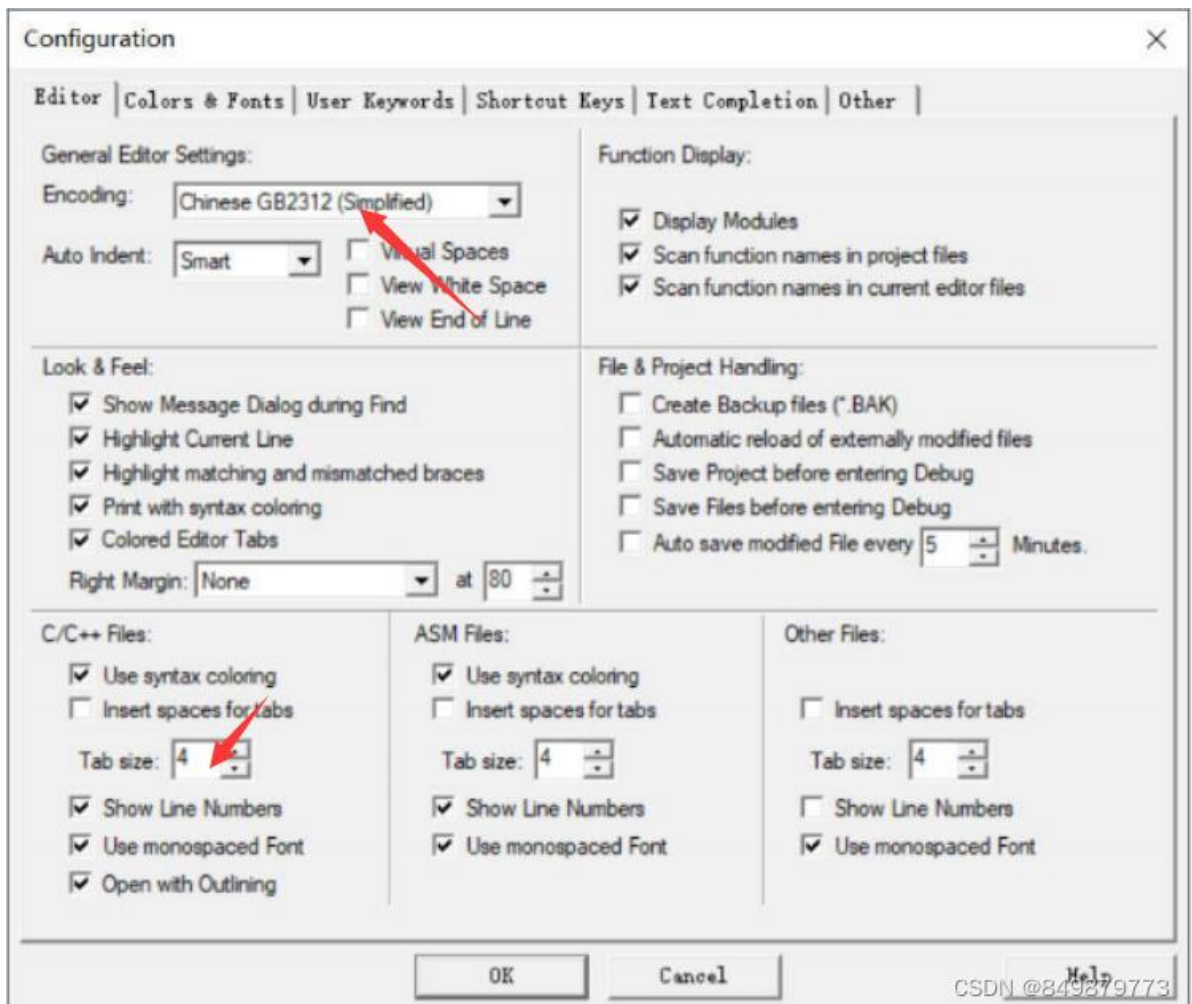 Configuration
Editor Colors & Fonts User Keywords Shortcut Keys Text Completion Other
General Editor Settings:
Encoding: Chinese GB2312 (Simplified)
Auto Indent: Smart
Virtual Spaces
View White Space
View End of Line
Function Display:
Display Modules
Scan function names in project files
Scan function names in current editor files
Look & Feel:
Show Message Dialog during Find
Highlight Current Line
Highlight matching and mismatched braces
Print with syntax coloring
Colored Editor Tabs
Right Margin: None at 80
File & Project Handling:
Create Backup files (*.BAK)
Automatic reload of externally modified files
Save Project before entering Debug
Save Files before entering Debug
Auto save modified File every 5 Minutes.
C/C++ Files:
Use syntax coloring
Insert spaces for tabs
Tab size: 4
Show Line Numbers
Use monospaced Font
Open with Outlining
ASM Files:
Use syntax coloring
Insert spaces for tabs
Tab size: 4
Show Line Numbers
Use monospaced Font
Other Files:
Insert spaces for tabs
Tab size: 4
Show Line Numbers
Use monospaced Font
OK Cancel Help
CSDN @849879773